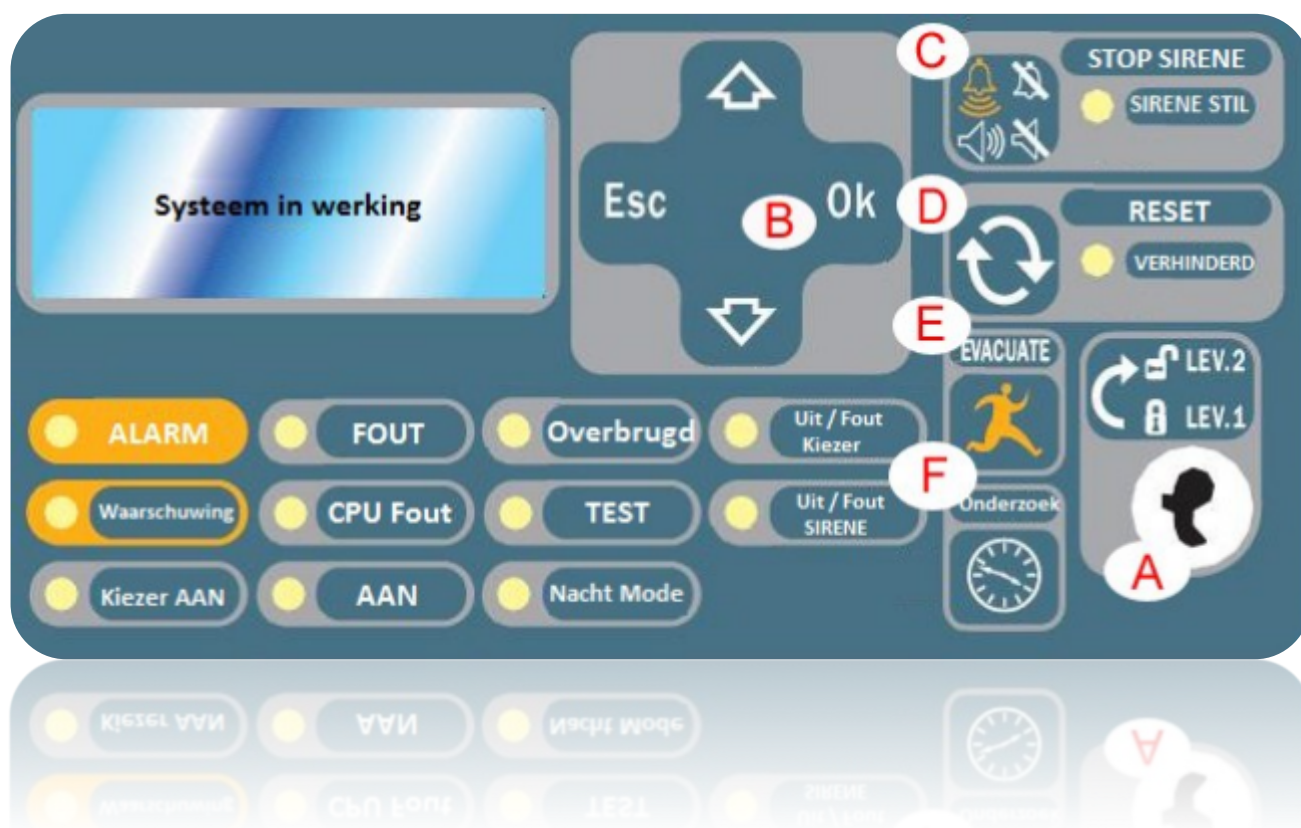 Systeem in werking
Esc
Ok
B
C
STOP SIRENE
SIRENE STIL
D
RESET
VERHINDERD
E
EVACUATE
LEV.2
LEV.1
A
F
Onderzoek
ALARM
FOUT
Overbrugd
Uit / Fout
Kiezer
Waarschuwing
CPU Fout
TEST
Uit / Fout
SIRENE
Kiezer AAN
AAN
Nacht Mode